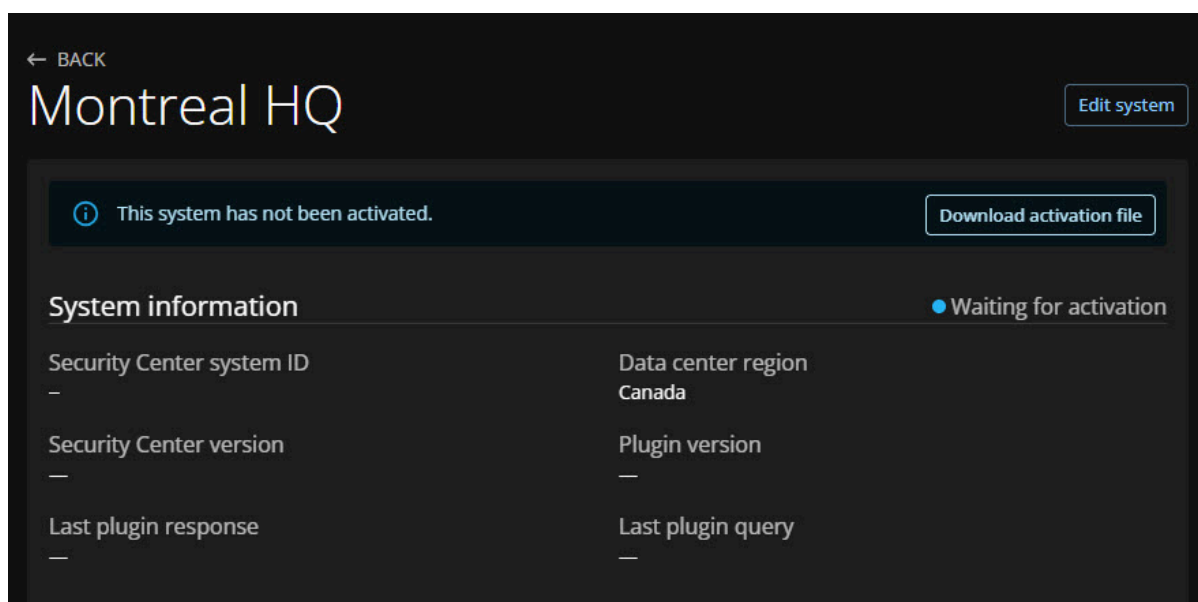 ← BACK
Montreal HQ
Edit system
This system has not been activated.
Download activation file
System information
Waiting for activation
Security Center system ID
–
Data center region
Canada
Security Center version
—
Plugin version
—
Last plugin response
—
Last plugin query
—